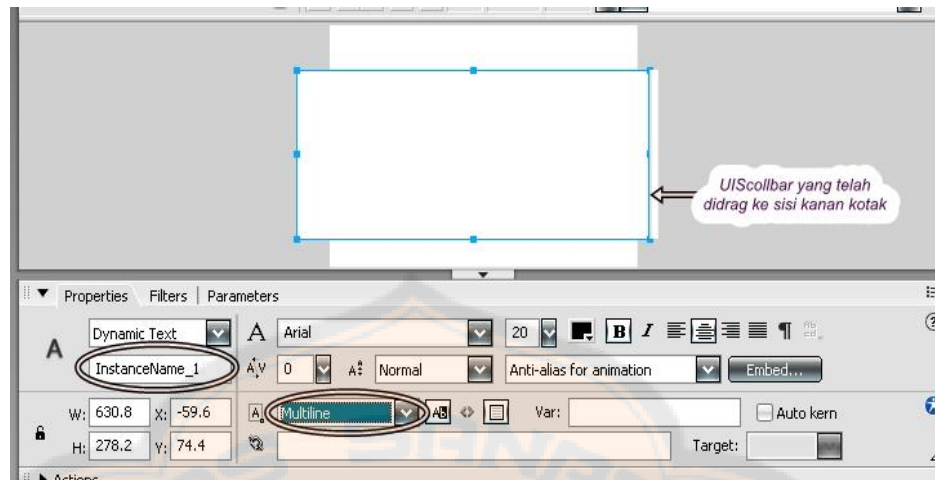 UIScollbar yang telah
didrag ke sisi kanan kotak
Properties Filters Parameters
Dynamic Text A Arial 20 B I ¶
A
InstanceName_1 A V 0 A Normal Anti-alias for animation Embed...
W: 630.8 X: -59.6 A Multiline AB <> Var: Auto kern
H: 278.2 Y: 74.4 Target:
Actions